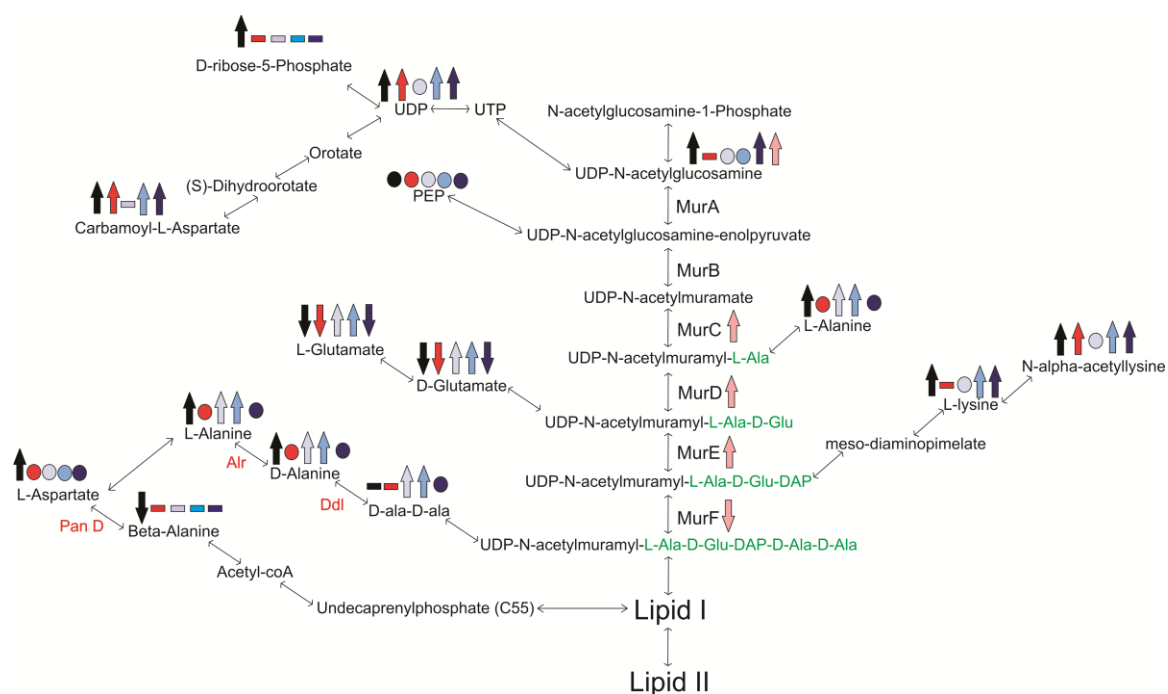 D-ribose-5-Phosphate
UDP
UTP
N-acetylglucosamine-1-Phosphate
Orotate
UDP-N-acetylglucosamine
(S)-Dihydroorotate
PEP
MurA
Carbamoyl-L-Aspartate
UDP-N-acetylglucosamine-enolpyruvate
MurB
UDP-N-acetylmuramate
L-Alanine
MurC
L-Glutamate
UDP-N-acetylmuramyl-L-Ala
N-alpha-acetyllysine
D-Glutamate
MurD
L-lysine
UDP-N-acetylmuramyl-L-Ala-D-Glu
L-Alanine
meso-diaminopimelate
MurE
Alr
D-Alanine
UDP-N-acetylmuramyl-L-Ala-D-Glu-DAP
L-Aspartate
Ddl
D-ala-D-ala
MurF
Pan D
Beta-Alanine
UDP-N-acetylmuramyl-L-Ala-D-Glu-DAP-D-Ala-D-Ala
Acetyl-coA
Undecaprenylphosphate (C55)
Lipid I
Lipid II